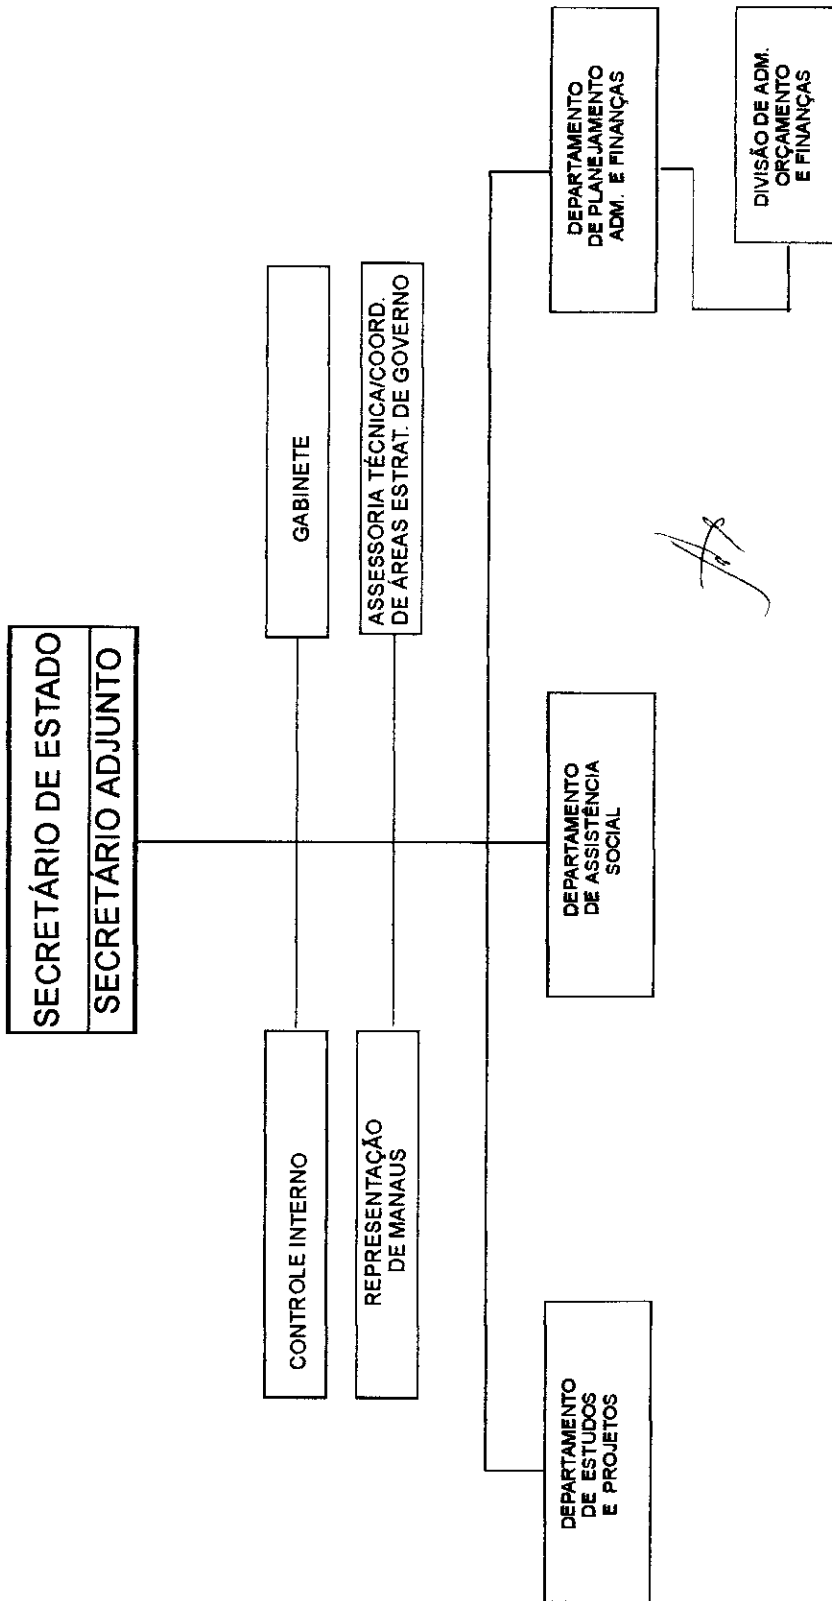 SECRETÁRIO DE ESTADO
SECRETÁRIO ADJUNTO
CONTROLE INTERNO
GABINETE
REPRESENTAÇÃO
DE MANAUS
ASSESSORIA TÉCNICA/COORD.
DE ÁREAS ESTRAT. DE GOVERNO
DEPARTAMENTO
DE ESTUDOS
E PROJETOS
DEPARTAMENTO
DE ASSISTÊNCIA
SOCIAL
DEPARTAMENTO
DE PLANEJAMENTO
ADM. E FINANÇAS
DIVISÃO DE ADM.
ORÇAMENTO
E FINANÇAS